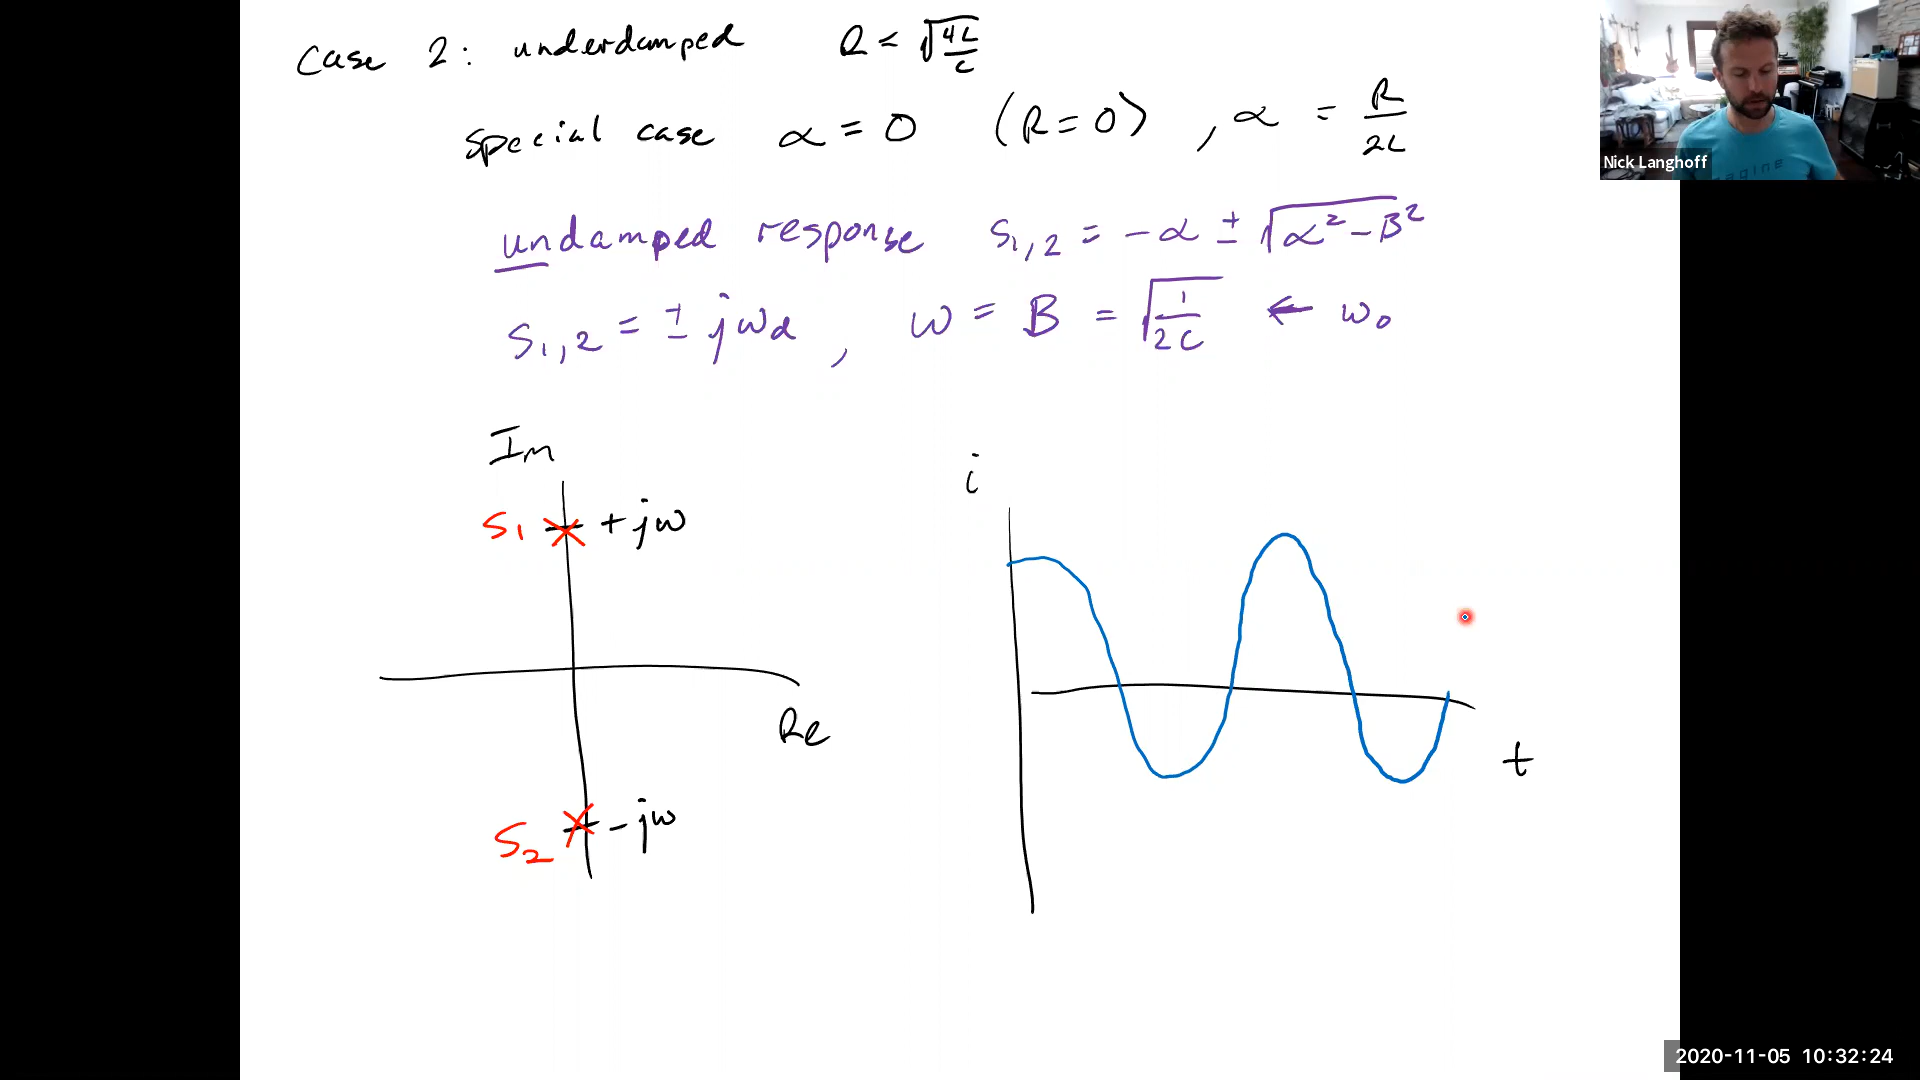 Case 2: underdamped R < √(4L/C)
special case α = 0 (R = 0) , α = R/2L
undamped response S1,2 = -α ± √(α² - B²)
S1,2 = ± jωd , ω = B = √(1/2C) ← ω0
Im
i
S1 +jω
Re
t
S2 -jω
Nick Langhoff
imagine
2020-11-05 10:32:24